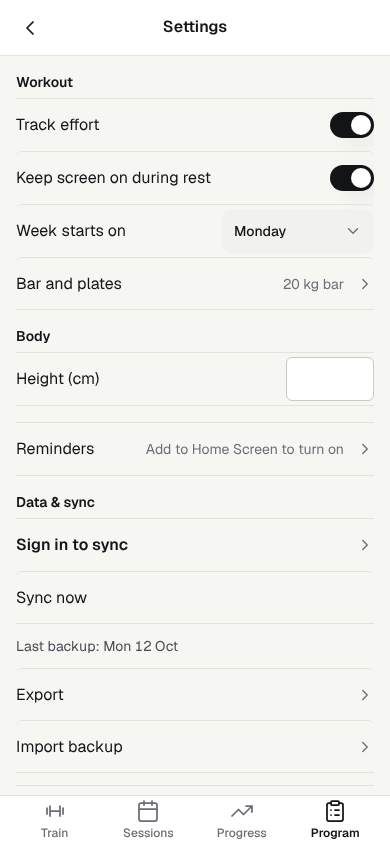 Settings
Workout
Track effort
Keep screen on during rest
Week starts on Monday
Bar and plates 20 kg bar
Body
Height (cm)
Reminders Add to Home Screen to turn on
Data & sync
Sign in to sync
Sync now
Last backup: Mon 12 Oct
Export
Import backup
Train Sessions Progress Program